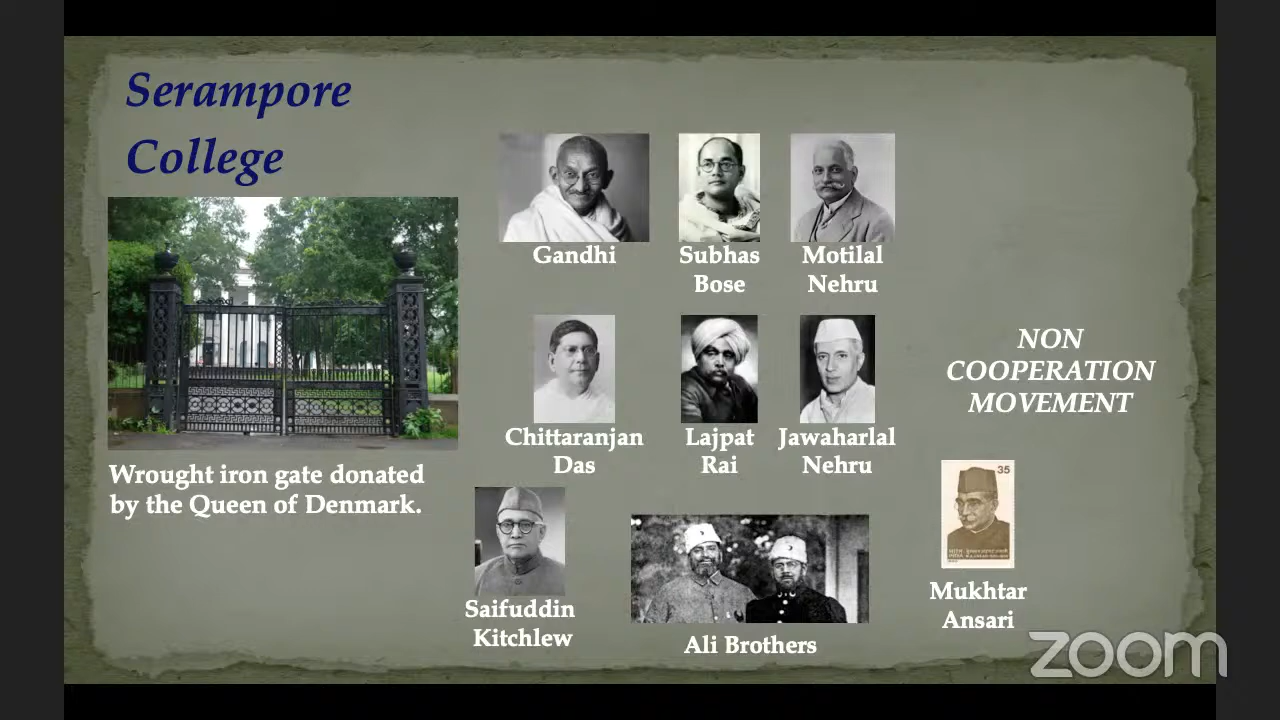 Serampore
College
Wrought iron gate donated
by the Queen of Denmark.
Gandhi
Subhas
Bose
Motilal
Nehru
Chittaranjan
Das
Lajpat
Rai
Jawaharlal
Nehru
NON
COOPERATION
MOVEMENT
Saifuddin
Kitchlew
Ali Brothers
35
Mukhtar
Ansari
zoom